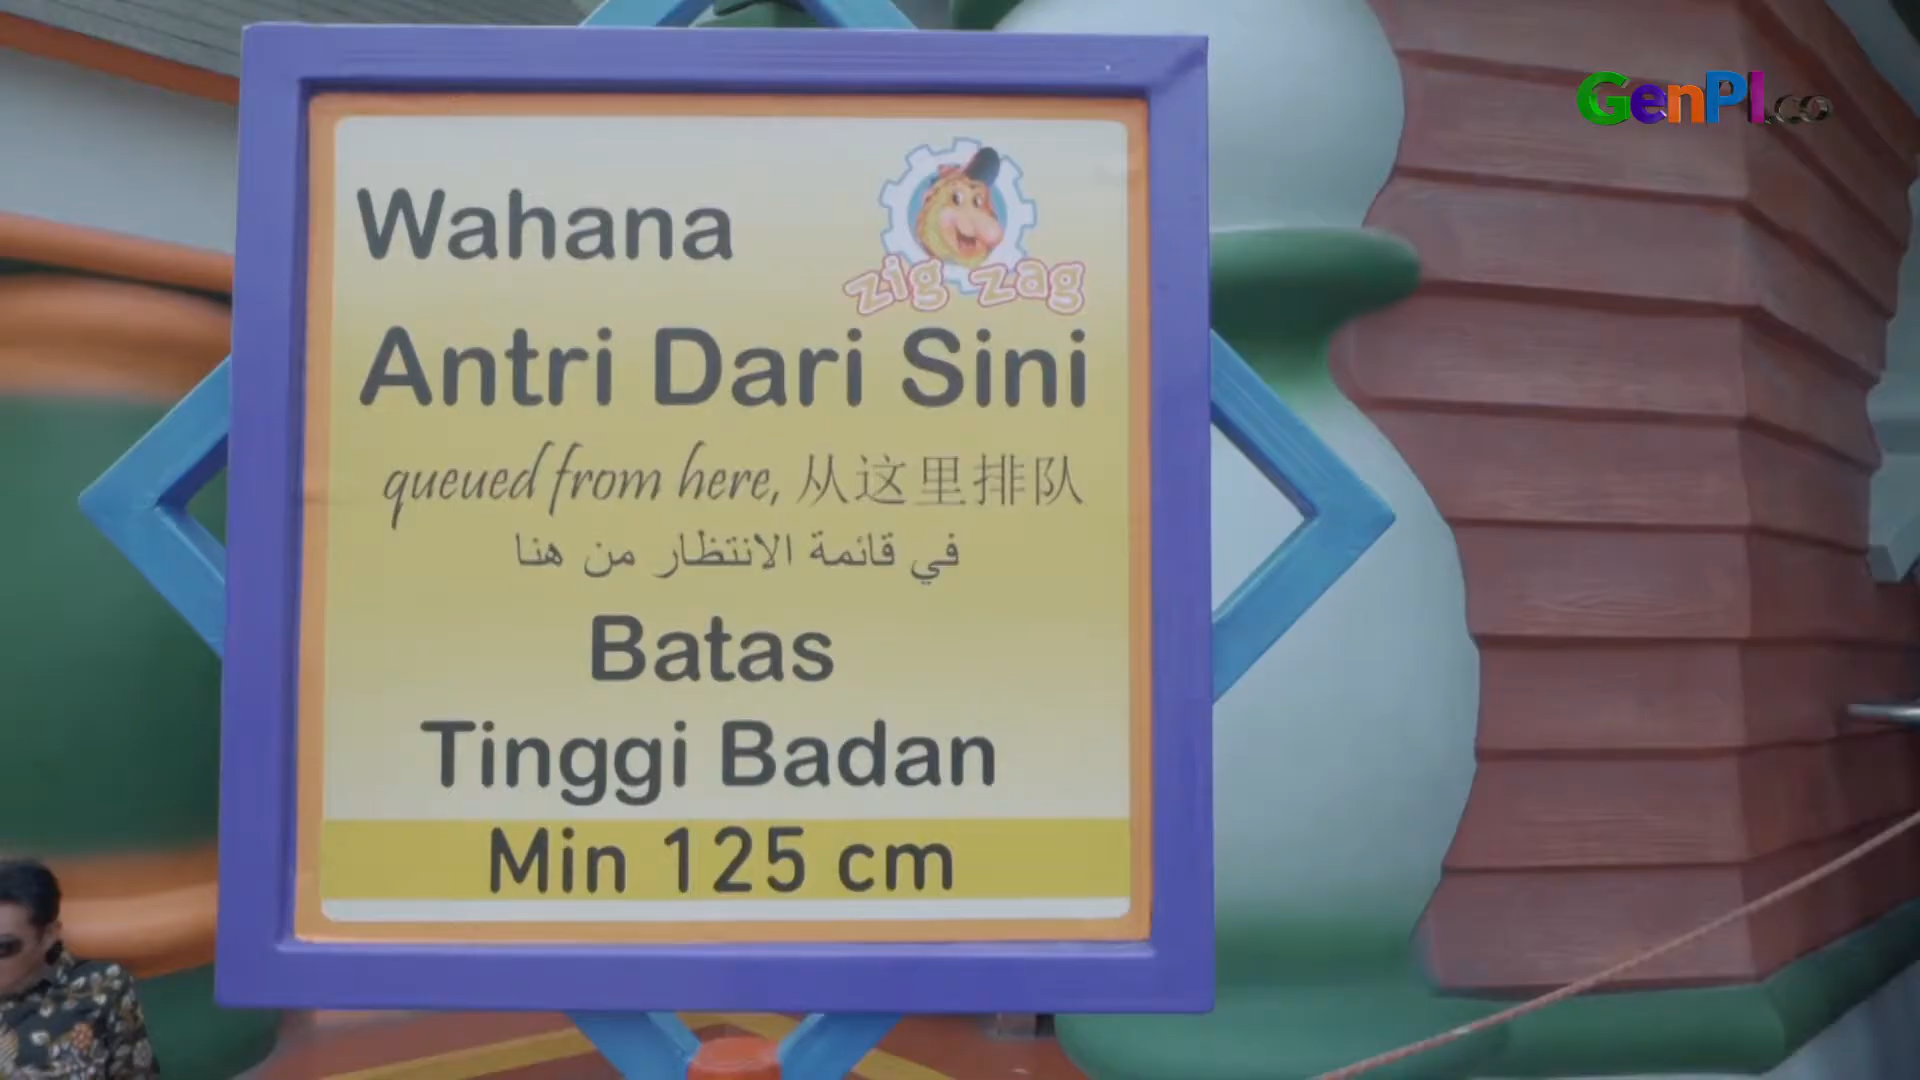 GenPI.co
Wahana
zig zag
Antri Dari Sini
queued from here, 从这里排队
في قائمة الانتظار من هنا
Batas
Tinggi Badan
Min 125 cm